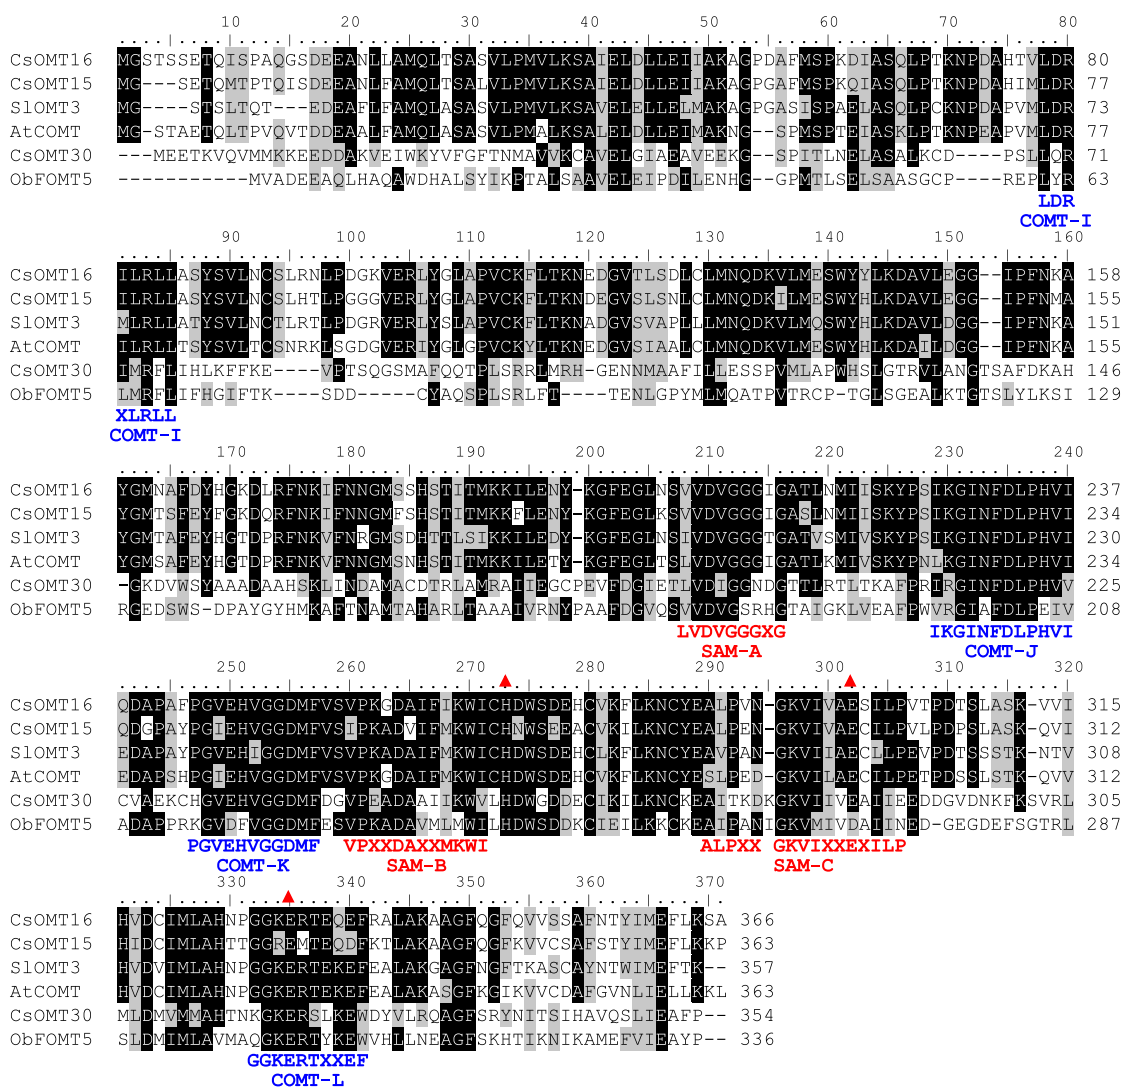 10 20 30 40 50 60 70 80
CsOMT16 MGSTSSETQISPAQGSDEEANLLAMQLTSASVLPMVLKSAIELDLLEIIAKAGPDAFMSPKDIASQLPTKNPDAHTVLDR 80
CsOMT15 MG---SETQMTPTQISDEEANLFAMQLTSALVLPMVLKSAIELDLLEIIAKAGPGAFMSPKEIASQLPTKNPDAHIMLDR 77
SlOMT3 MG---STSLTQT---EDEAFLFAMQLASASVLPMVLKSAVELELLELMAKAGPGASISPAELASQLPCKNPDAPVMLDR 73
AtCOMT MG-STAETQLTPVQVTDDEAALFAMQLASASVLPMALKSALELDLLEIMAKNG--SPMSPTEIASKLPTKNPEAPVMLDR 77
CsOMT30 ---MEETKVQVMMKKEEDDAKVEIWKYVFGFTNMAVVKCAVELGIAEAVEEKG--SPITLNELASALKCD----PSLLQR 71
ObFOMT5 -----------MVADEEAQLHAQAWDHALSYIKPTALSAAVELEIPDILENHG--GPMTLSELSAASGCP---REPLYR 63
LDR
COMT-I
90 100 110 120 130 140 150 160
CsOMT16 ILRLLASYSVLNCSLRNLPDGKVERLYGLAPVCKFLTKNEDGVTLSDLCLMNQDKVLMESWYYLKDAVLEGG--IPFNKA 158
CsOMT15 ILRLLASYSVLNCSLHTLPGGGVERLYGLAPVCKFLTKNDEGVSLSNLCLMNQDKILMESWYHLKDAVLEGG--IPFNMA 155
SlOMT3 MLRLLATYSVLNCTLRTLPDGRVERLYSLAPVCKFLTKNADGVSVAPLLLMNQDKVLMQSWYHLKDAVLDGG--IPFNKA 151
AtCOMT ILRLLTSYSVLTCSNRKLSGDGVERIYGLGPVCKYLTKNEDGVSIAALCLMNQDKVLMESWYHLKDAILDGG--IPFNKA 155
CsOMT30 IMRFLIHLKFFKE----VPTSQGSMAFQQTPLSRRLMRH-GENNMAAFILLESSPVMLAPWHSLGTRVLANGTSAFDKAH 146
ObFOMT5 LMRFLIFHGIFTK-----SDD-----CYAQSPLSRLFT----TENLGPYMLMQATPVTRCP-TGLSGEALKTGTSLYLKSI 129
XLRLL
COMT-I
170 180 190 200 210 220 230 240
CsOMT16 YGMNAFDYHGKDLRFNKIFNNGMSSHSTITMKKILENY-KGFEGLNSVVDVGGGIGATLNMIISKYPSIKGINFDLPHVI 237
CsOMT15 YGMTSFEYFGKDQRFNKIFNNGMFSHSTITMKKFLENY-KGFEGLKSVVDVGGGIGASLNMIISKYPSIKGINFDLPHVI 234
SlOMT3 YGMTAFEYHGTDPRFNKVFNRGMSDHTTLSIKKILEDY-KGFEGLNSIVDVGGGTGATVSMIVSKYPSIKGINFDLPHVI 230
AtCOMT YGMSAFEYHGTDPRFNKVFNNGMSNHSTITMKKILETY-KGFEGLTSLVDVGGGIGATLKMIVSKYPNLKGINFDLPHVI 234
CsOMT30 -GKDVWSYAAADAAHSKLINDAMACDTRLAMRAIIEGCPEVFDGIETLVDIGGNDGTTLRTLTKAFPRIRGINFDLPHVV 225
ObFOMT5 RGEDSWS-DPAYGYHMKAFTNAMTAHARLTAAAIVRNYPAAFDGVQSVVDVGSRHGTAIGKLVEAFPWVRGIAFDLPEIV 208
LVDVGGGXG IKGINFDLPHVI
SAM-A COMT-J
250 260 270 280 290 300 310 320
CsOMT16 QDAPAFPGVEHVGGDMFVSVPKGDAIFIKWICHDWSDEHCVKFLKNCYEALPVN-GKVIVAESILPVTPDTSLASK-VVI 315
CsOMT15 QDGPAYPGIEHVGGDMFVSIPKADVIFMKWICHNWSEEACVKILKNCYEALPEN-GKVIVAECILPVLPDPSLASK-QVI 312
SlOMT3 EDAPAYPGVEHIGGDMFVSVPKADAIFMKWICHDWSDEHCLKFLKNCYEAVPAN-GKVIIAECLLPEVPDTSSSTK-NTV 308
AtCOMT EDAPSHPGIEHVGGDMFVSVPKGDAIFMKWICHDWSDEHCVKFLKNCYESLPED-GKVILAECILPETPDSSLSTK-QVV 312
CsOMT30 CVAEKCHGVEHVGGDMFDGVPEADAAIIKWVLHDWGDDECIKILKNCKEAITKDKGKVIIVEAIIEEDDGVDNKFKSVRL 305
ObFOMT5 ADAPPRKGVDFVGGDMFESVPKADAVMLMWILHDWSDDKCIEILKKCKEAIPANIGKVMIVDAIINED-GEGDEFSGTRL 287
PGVEHVGGDMF VPXXDAXXMKWI ALPXX GKVIXXEXILP
COMT-K SAM-B SAM-C
330 340 350 360 370
CsOMT16 HVDCIMLAHNPGGKERTEQEFRALAKAAGFQGFQVVSSAFNTYIMEFLKSA 366
CsOMT15 HIDCIMLAHTTGGREMTEQDFKTLAKAAGFQGFKVVCSAFSTYIMEFLKKP 363
SlOMT3 HVDVIMLAHNPGGKERTEKEFEALAKGAGFNGFTKASCAYNTWIMEFTK-- 357
AtCOMT HVDCIMLAHNPGGKERTEKEFEALAKASGFKGIKVVCDAFGVNLIELLKKL 363
CsOMT30 MLDMVMMAHTNKGKERSLKEWDYVLRQAGFSRYNITSIHAVQSLIEAFP-- 354
ObFOMT5 SLDMIMLAVMAQGKERTYKEWVHLLNEAGFSKHTIKNIKAMEFVIEAYP-- 336
GGKERTXXEF
COMT-L